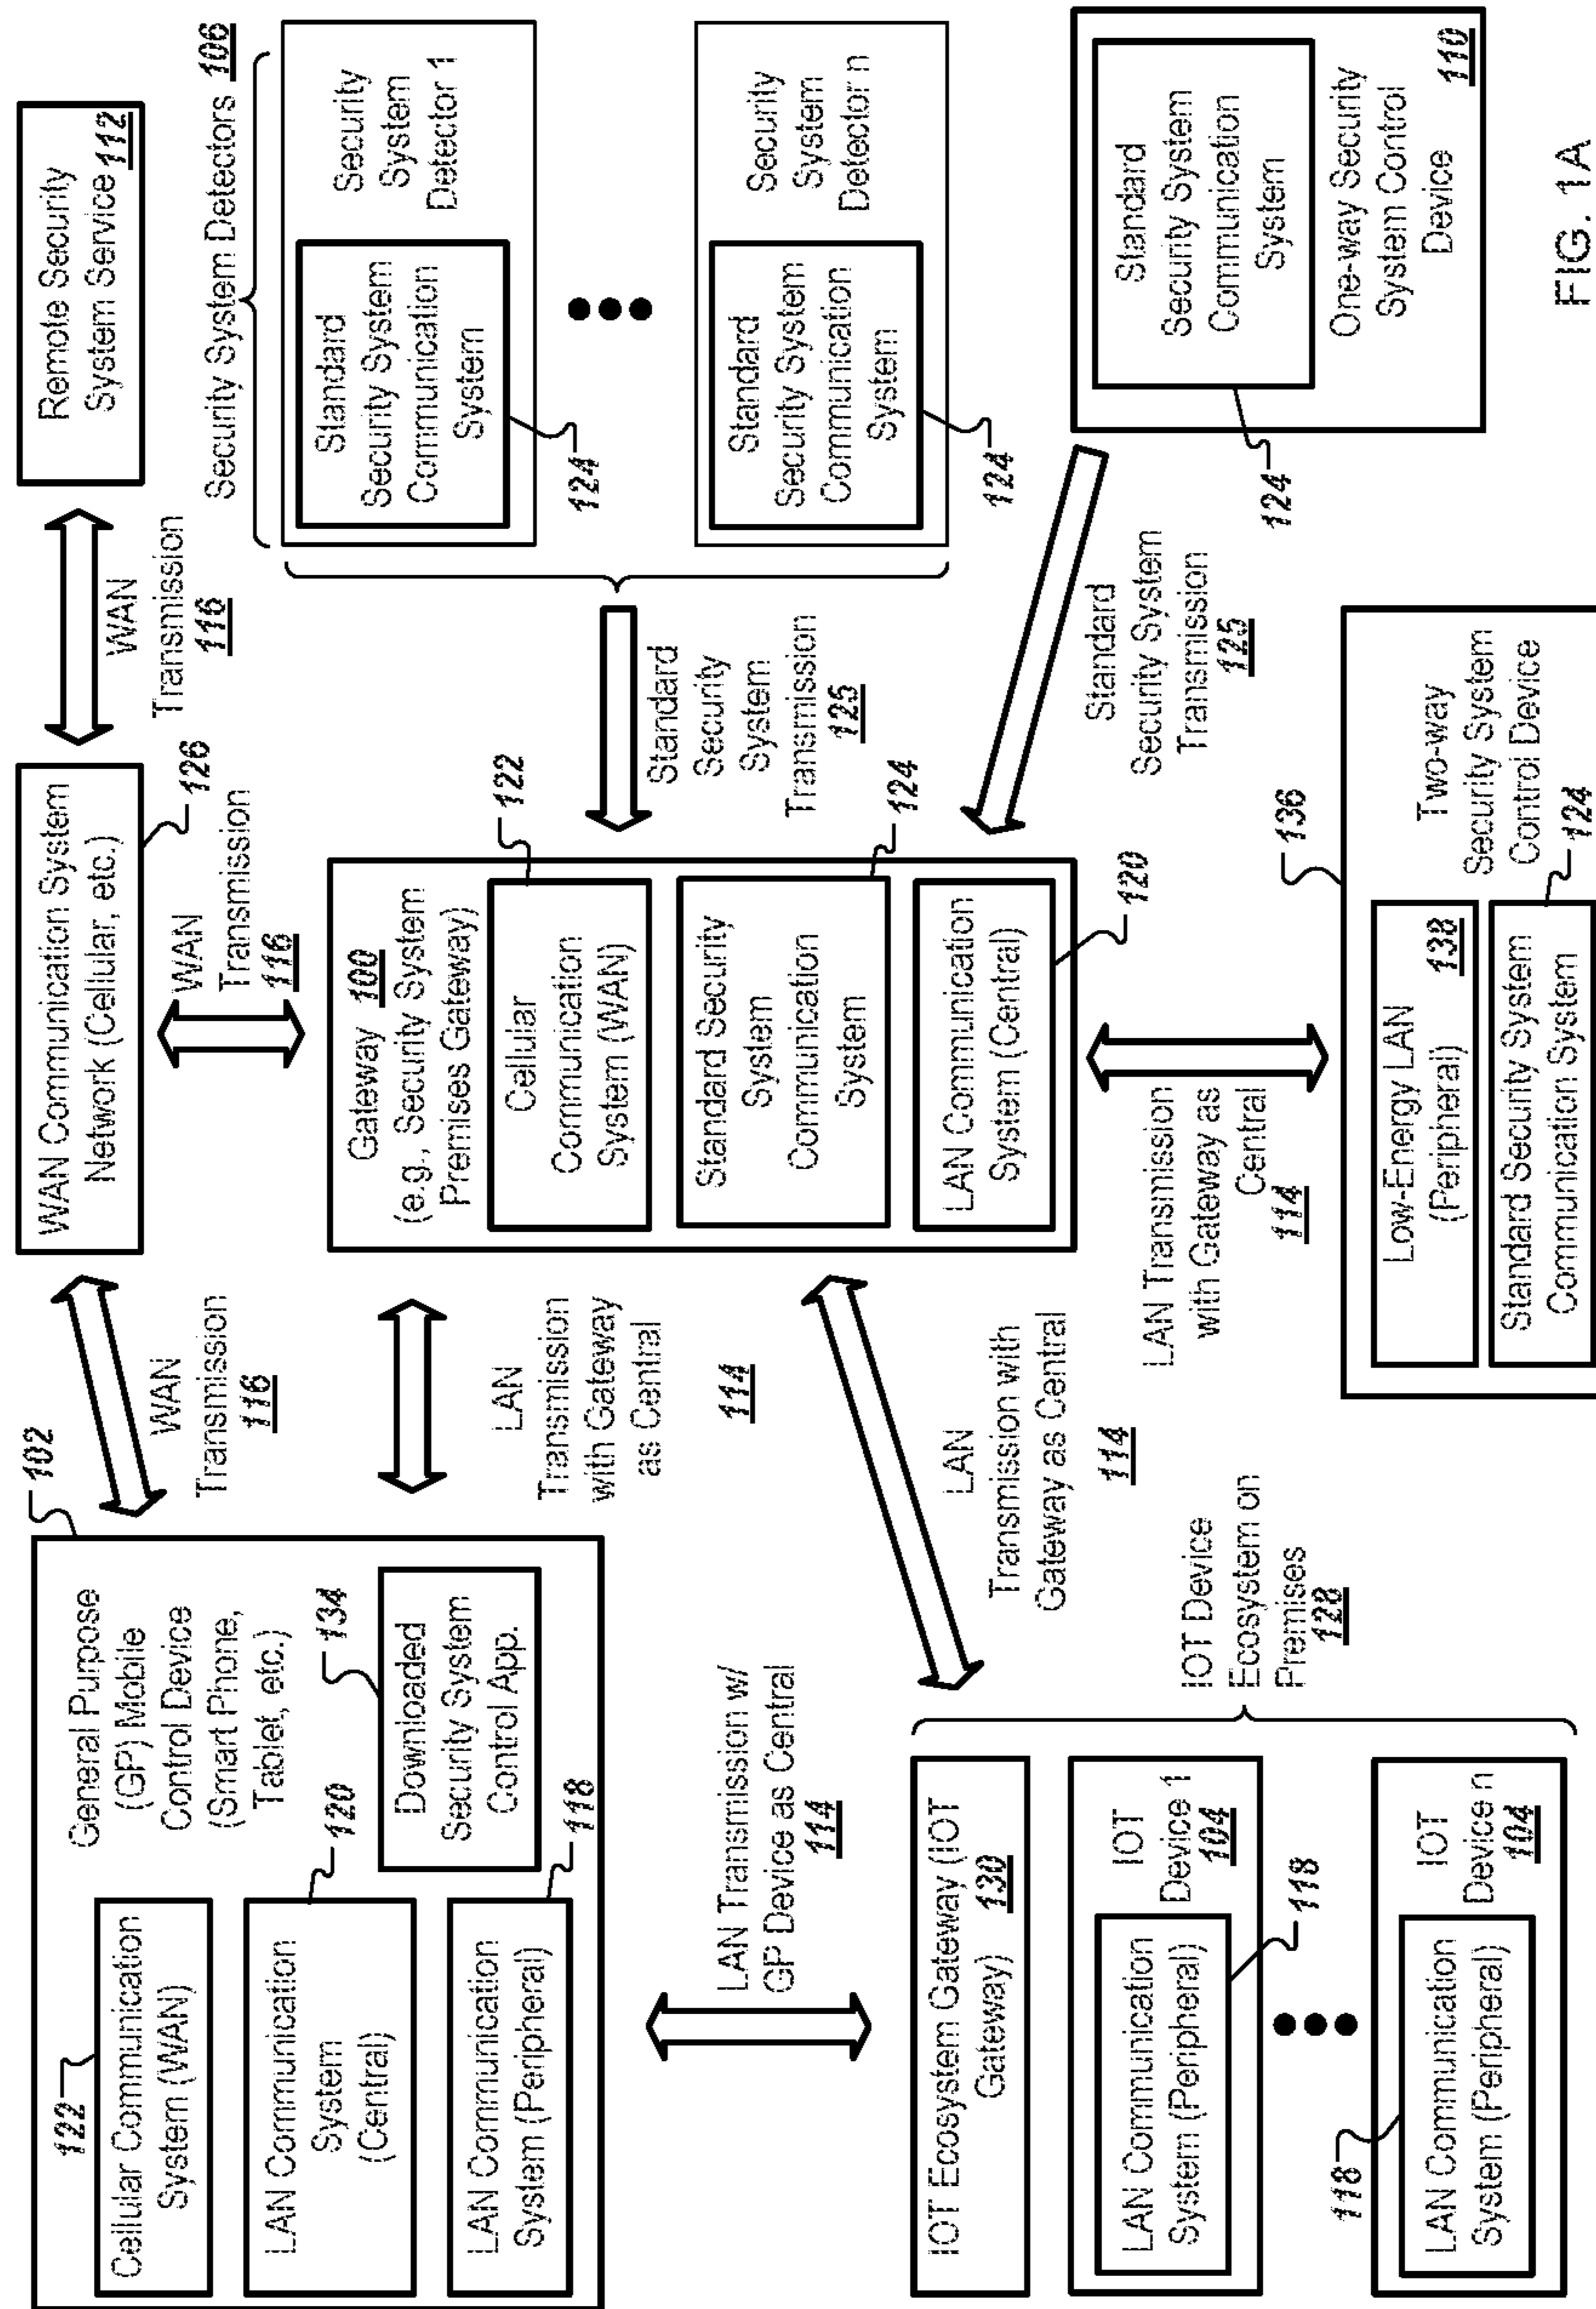 122
Cellular Communication
System (WAN)
LAN Communication
System
(Central)
120
LAN Communication
System (Peripheral)
118
General Purpose
(GP) Mobile
Control Device
(Smart Phone,
Tablet, etc.)
102
134
Downloaded
Security System
Control App.
WAN
Transmission
116
WAN Communication System
Network (Cellular, etc.)
126
WAN
Transmission
116
Remote Security
System Service 112
WAN
Transmission
116
LAN
Transmission
with Gateway
as Central
114
Gateway 100
(e.g., Security System
Premises Gateway)
Cellular
Communication
System (WAN)
122
Standard Security
System
Communication
System
124
LAN Communication
System (Central)
120
Security System Detectors 106
Standard
Security System
Communication
System
124
Security
System
Detector 1
Standard
Security System
Communication
System
124
Security
System
Detector n
Standard
Security
System
Transmission
125
Standard
Security System
Transmission
125
Standard
Security System
Communication
System
124
One-way Security
System Control
Device
110
LAN Transmission w/
GP Device as Central
114
LAN
Transmission with
Gateway as Central
114
LAN Transmission
with Gateway as
Central
114
IOT Ecosystem Gateway (IOT
Gateway) 130
LAN Communication
System (Peripheral)
118
IOT
Device 1
104
118
LAN Communication
System (Peripheral)
IOT
Device n
104
IOT Device
Ecosystem on
Premises
128
136
Low-Energy LAN
(Peripheral) 138
Two-way
Security System
Control Device
Standard Security System
Communication System
124
FIG. 1A